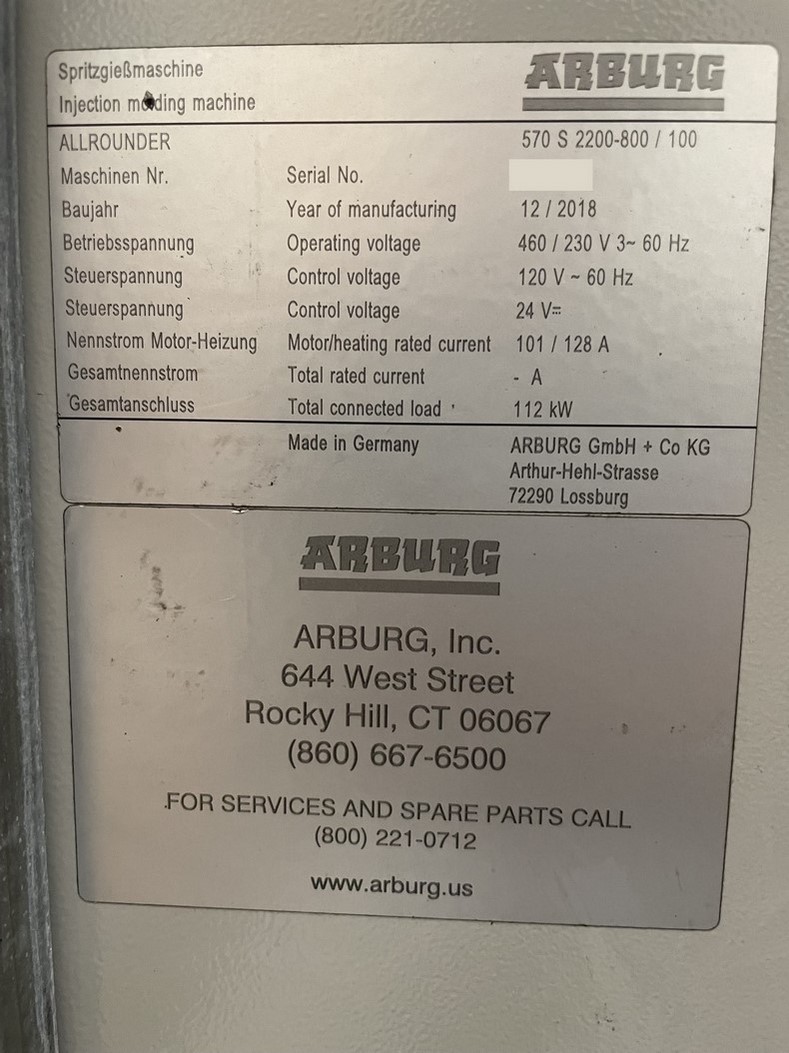 Spritzgießmaschine
Injection molding machine
ARBURG
ALLROUNDER 570 S 2200-800 / 100
Maschinen Nr. Serial No.
Baujahr Year of manufacturing 12 / 2018
Betriebsspannung Operating voltage 460 / 230 V 3~ 60 Hz
Steuerspannung Control voltage 120 V ~ 60 Hz
Steuerspannung Control voltage 24 V⎓
Nennstrom Motor-Heizung Motor/heating rated current 101 / 128 A
Gesamtnennstrom Total rated current - A
Gesamtanschluss Total connected load 112 kW
Made in Germany ARBURG GmbH + Co KG
Arthur-Hehl-Strasse
72290 Lossburg
ARBURG
ARBURG, Inc.
644 West Street
Rocky Hill, CT 06067
(860) 667-6500
FOR SERVICES AND SPARE PARTS CALL
(800) 221-0712
www.arburg.us